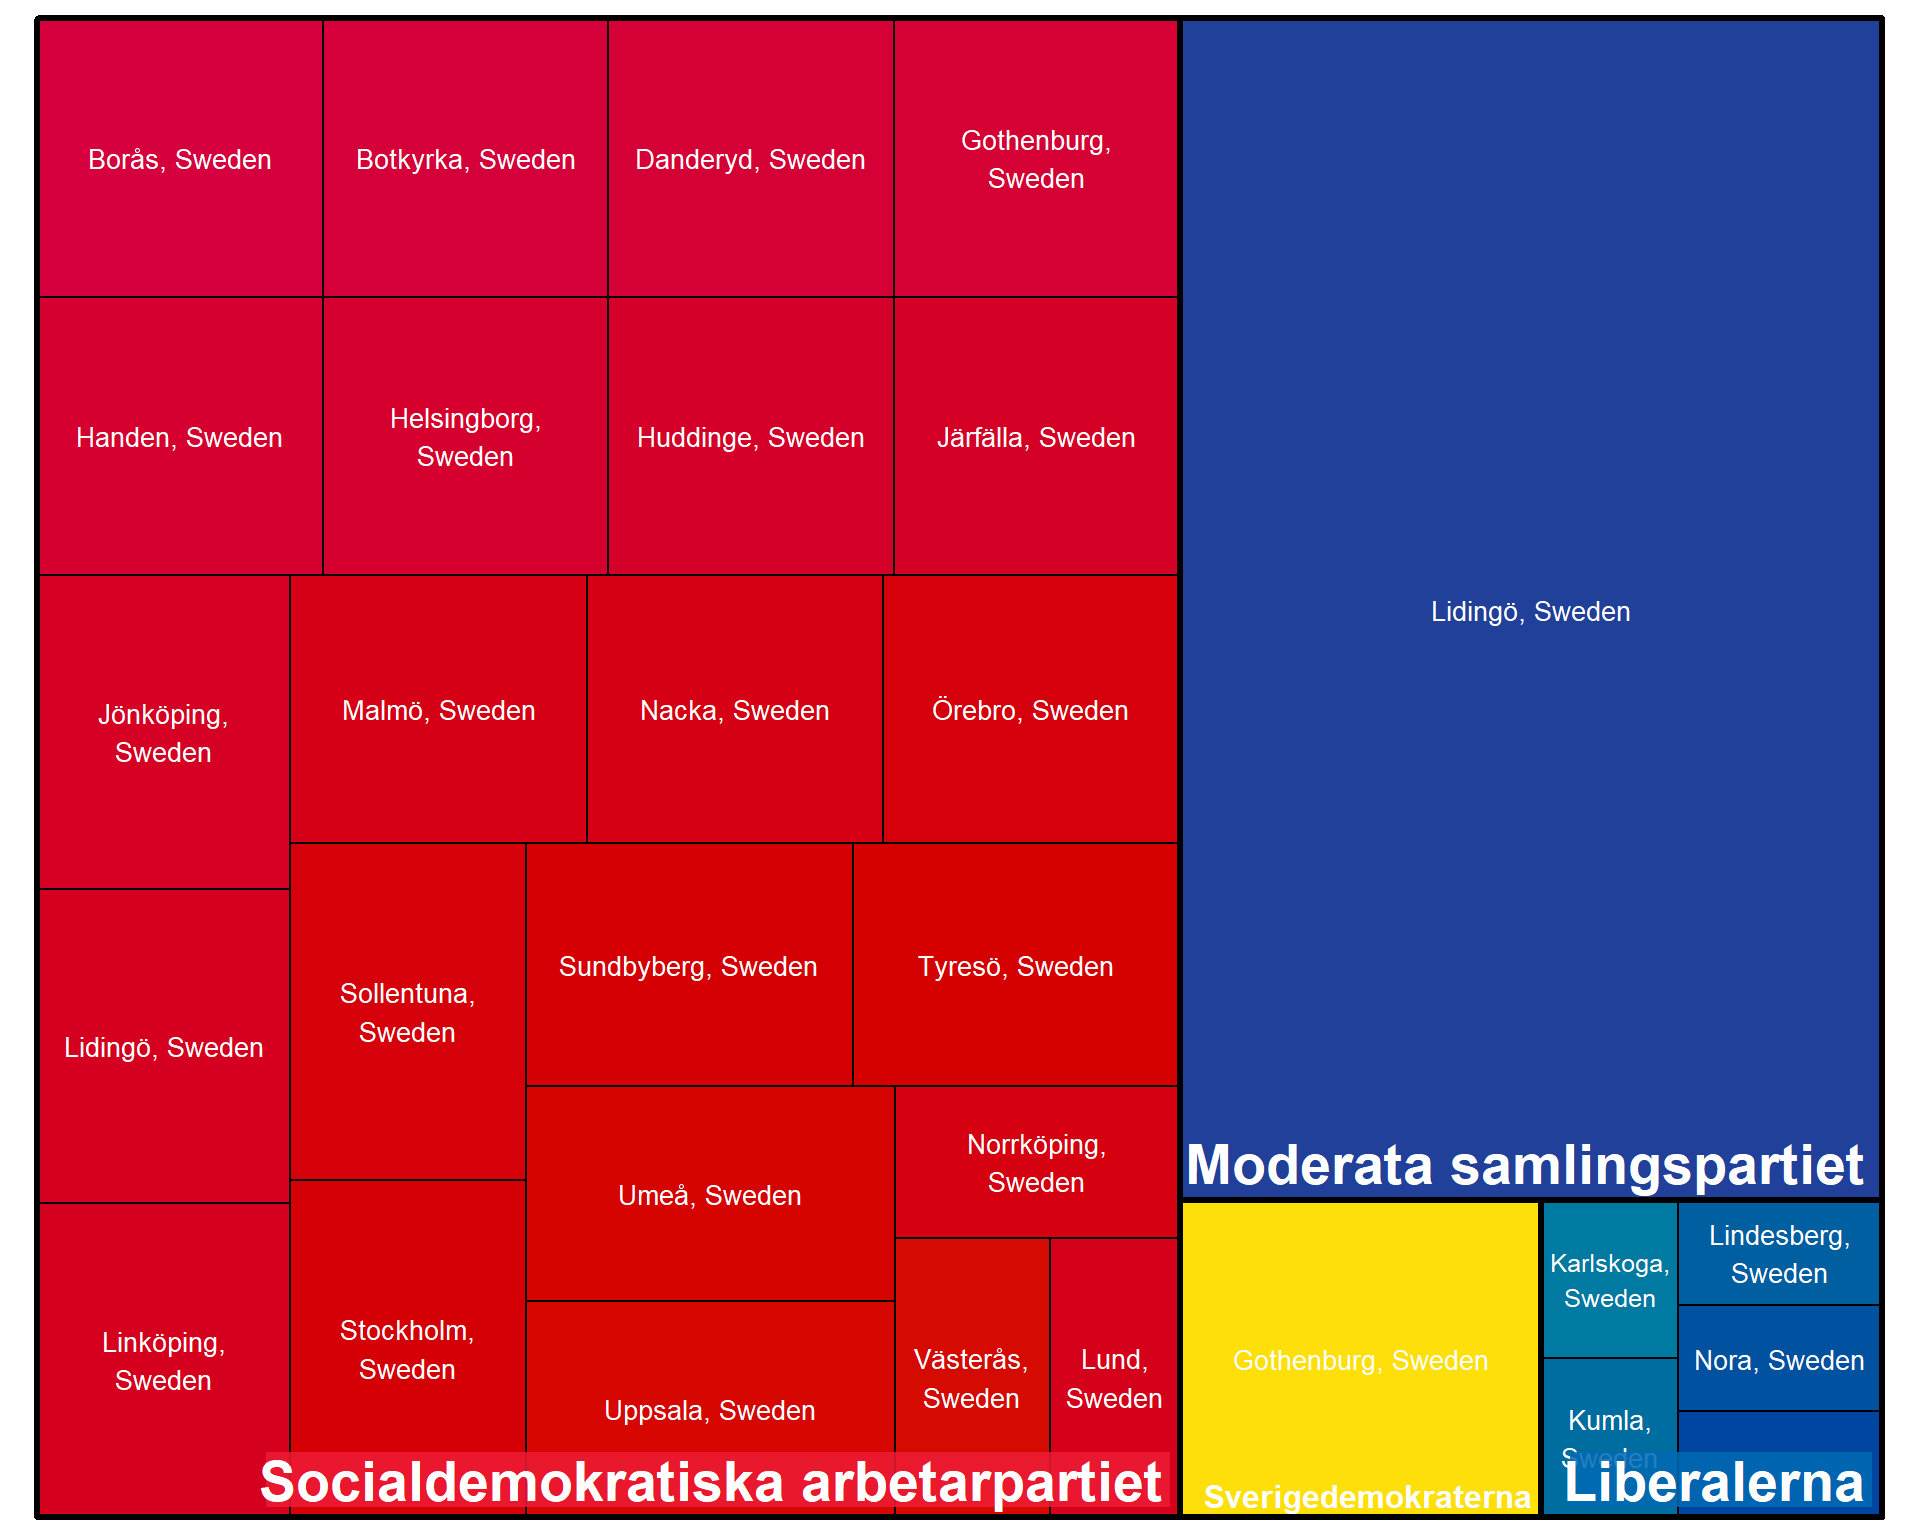 Borås, Sweden
Botkyrka, Sweden
Danderyd, Sweden
Gothenburg,
Sweden
Handen, Sweden
Helsingborg,
Sweden
Huddinge, Sweden
Järfälla, Sweden
Jönköping,
Sweden
Malmö, Sweden
Nacka, Sweden
Örebro, Sweden
Lidingö, Sweden
Sollentuna,
Sweden
Sundbyberg, Sweden
Tyresö, Sweden
Linköping,
Sweden
Stockholm,
Sweden
Umeå, Sweden
Norrköping,
Sweden
Uppsala, Sweden
Västerås,
Sweden
Lund,
Sweden
Socialdemokratiska arbetarpartiet
Lidingö, Sweden
Moderata samlingspartiet
Gothenburg, Sweden
Sverigedemokraterna
Karlskoga,
Sweden
Lindesberg,
Sweden
Nora, Sweden
Kumla,
Sweden
Liberalerna